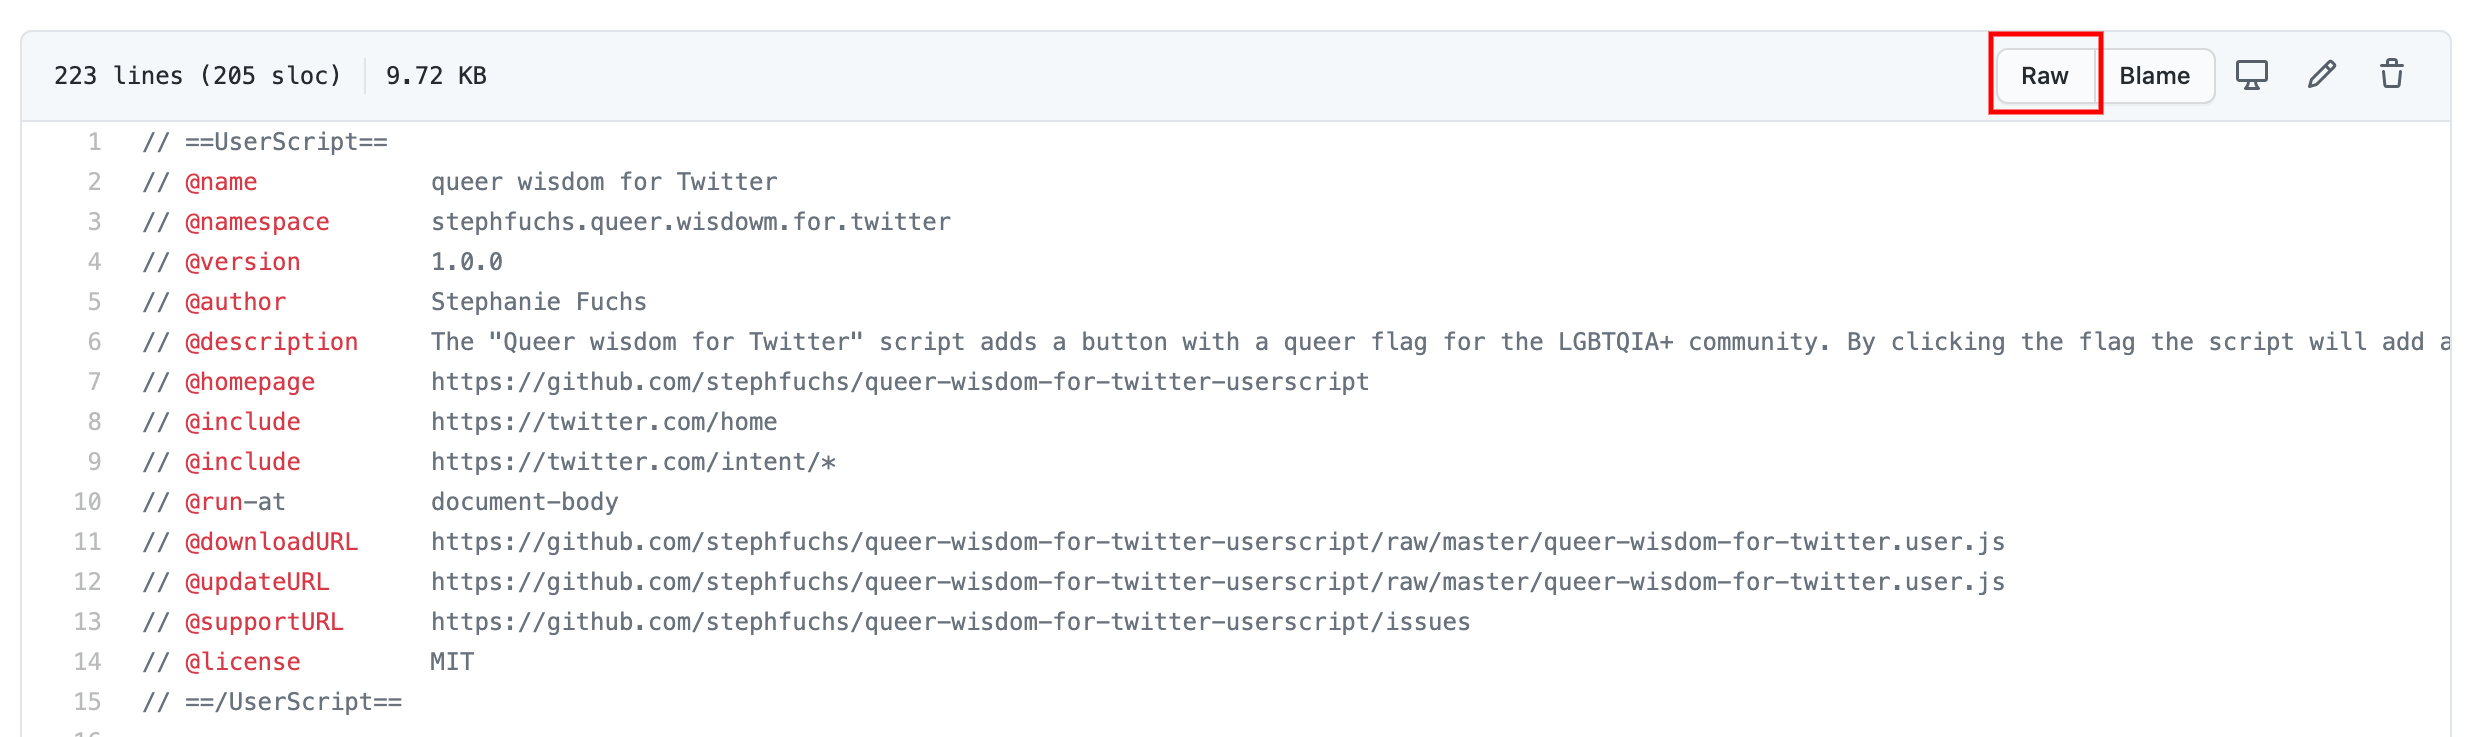 223 lines (205 sloc) 9.72 KB Raw Blame
1 // ==UserScript==
2 // @name queer wisdom for Twitter
3 // @namespace stephfuchs.queer.wisdowm.for.twitter
4 // @version 1.0.0
5 // @author Stephanie Fuchs
6 // @description The "Queer wisdom for Twitter" script adds a button with a queer flag for the LGBTQIA+ community. By clicking the flag the script will add a
7 // @homepage https://github.com/stephfuchs/queer-wisdom-for-twitter-userscript
8 // @include https://twitter.com/home
9 // @include https://twitter.com/intent/*
10 // @run-at document-body
11 // @downloadURL https://github.com/stephfuchs/queer-wisdom-for-twitter-userscript/raw/master/queer-wisdom-for-twitter.user.js
12 // @updateURL https://github.com/stephfuchs/queer-wisdom-for-twitter-userscript/raw/master/queer-wisdom-for-twitter.user.js
13 // @supportURL https://github.com/stephfuchs/queer-wisdom-for-twitter-userscript/issues
14 // @license MIT
15 // ==/UserScript==